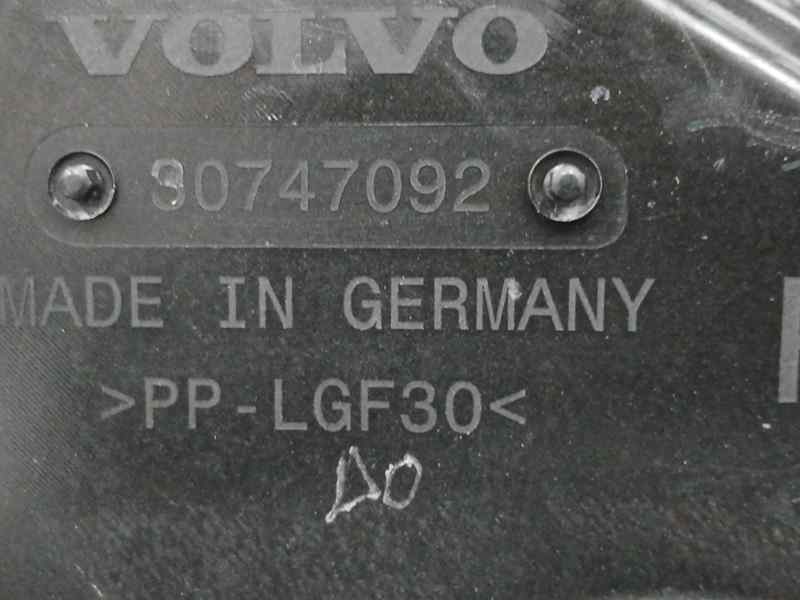 VOLVO
30747092
MADE IN GERMANY
>PP-LGF30<